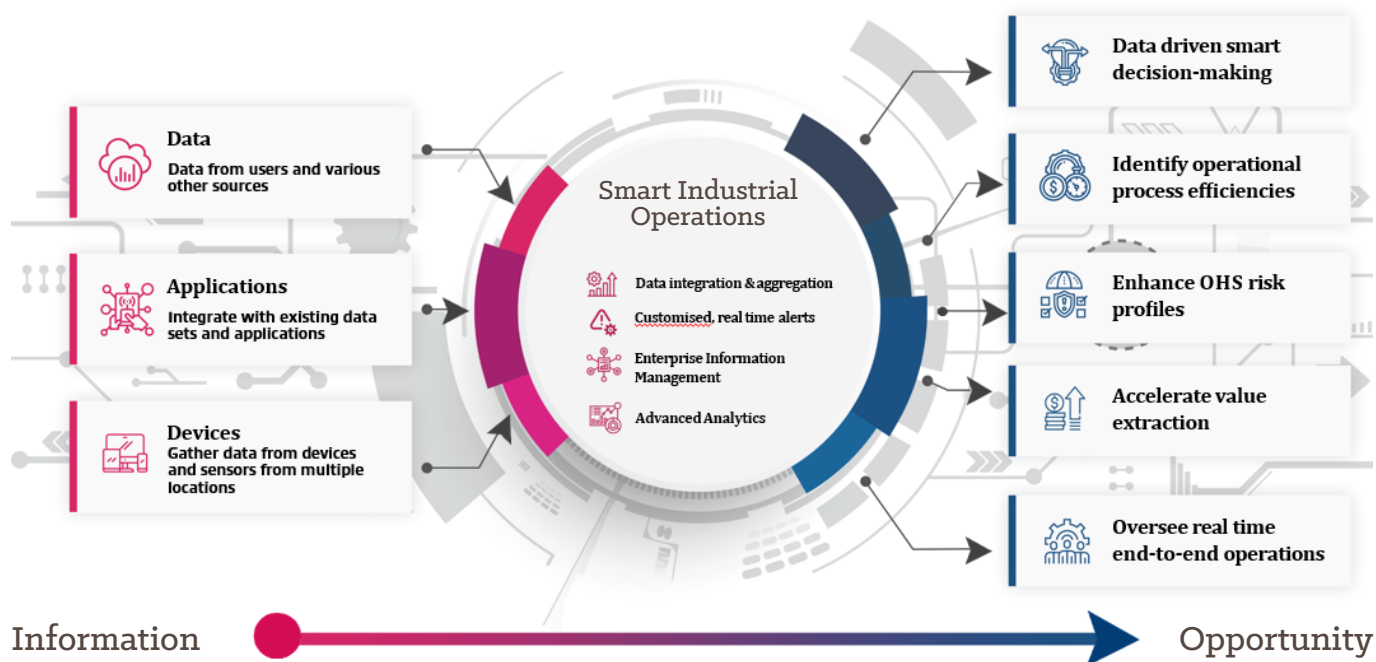 Data
Data from users and various
other sources
Applications
Integrate with existing data
sets and applications
Devices
Gather data from devices
and sensors from multiple
locations
Smart Industrial
Operations
Data integration & aggregation
Customised, real time alerts
Enterprise Information
Management
Advanced Analytics
Data driven smart
decision-making
Identify operational
process efficiencies
Enhance OHS risk
profiles
Accelerate value
extraction
Oversee real time
end-to-end operations
Information
Opportunity